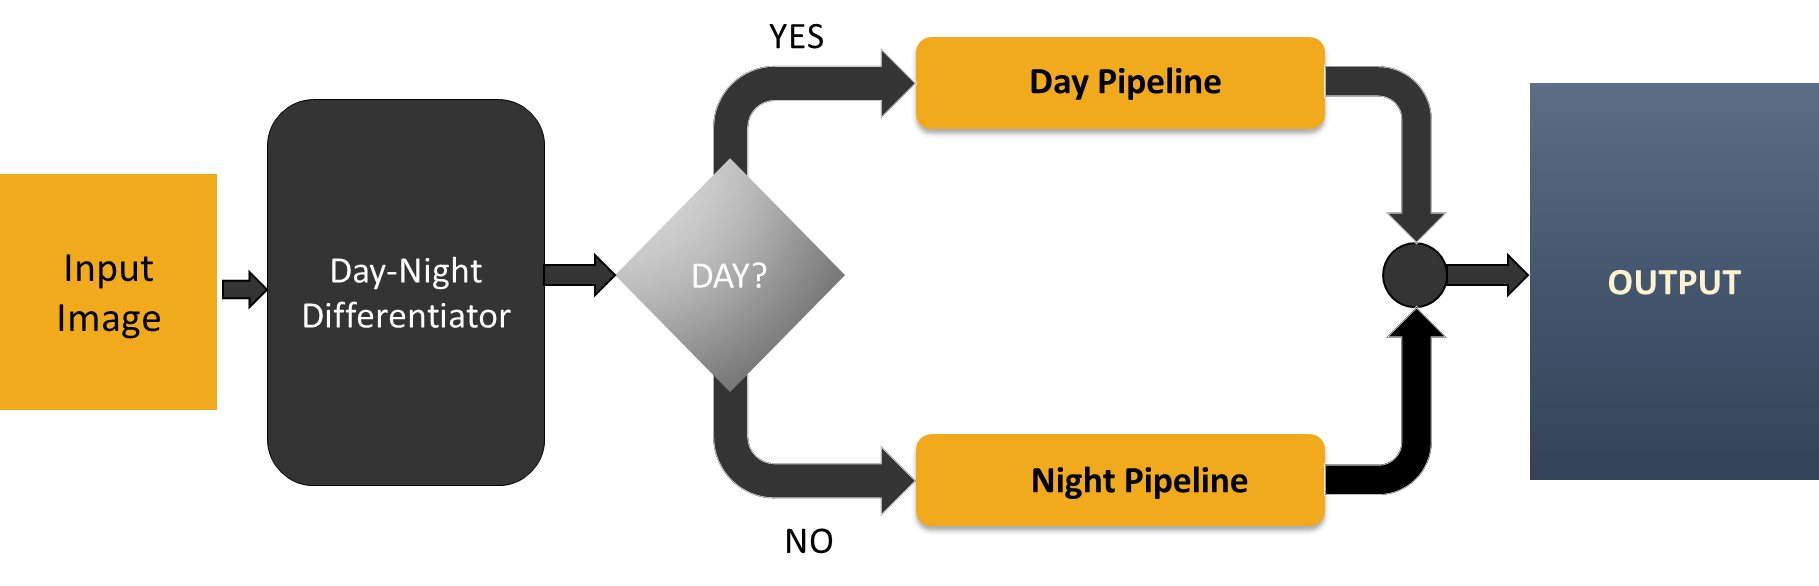 YES
Day Pipeline
Input
Image
Day-Night
Differentiator
DAY?
OUTPUT
Night Pipeline
NO